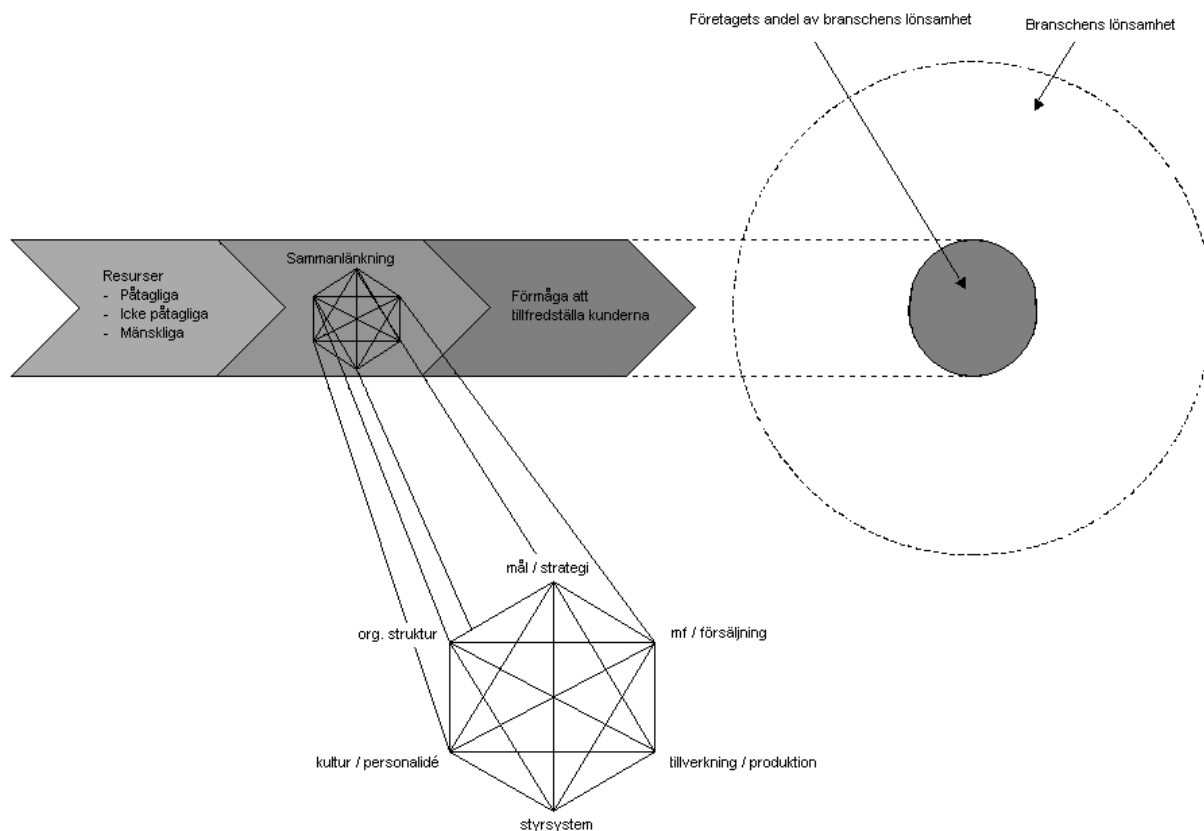 Företagets andel av branschens lönsamhet
Branschens lönsamhet
Resurser
- Påtagliga
- Icke påtagliga
- Mänskliga
Sammanlänkning
Förmåga att
tillfredställa kunderna
mål / strategi
org. struktur
mf / försäljning
kultur / personalidé
tillverkning / produktion
styrsystem